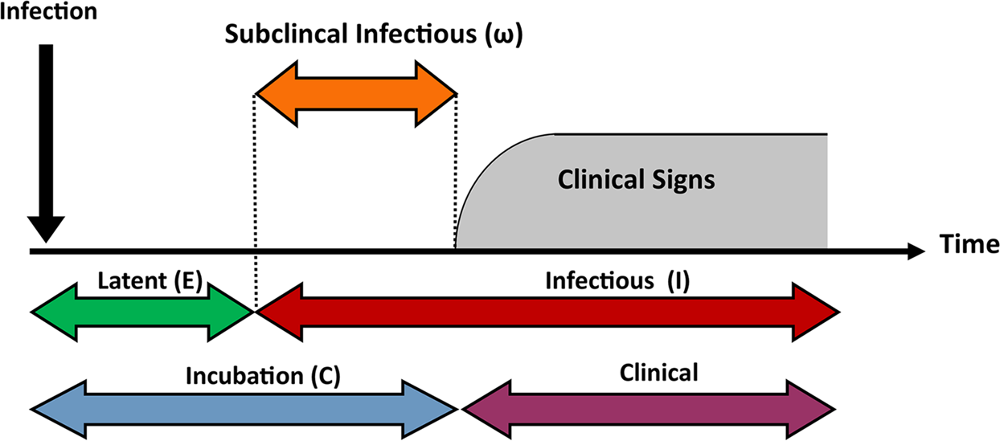 Infection
Subclincal Infectious (ω)
Clinical Signs
Time
Latent (E)
Infectious (I)
Incubation (C)
Clinical